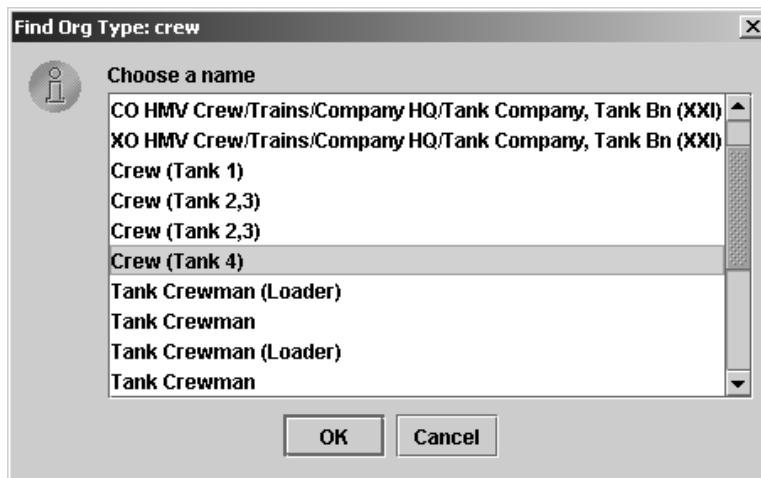 Find Org Type: crew
Choose a name
CO HMV Crew/Trains/Company HQ/Tank Company, Tank Bn (XXI)
XO HMV Crew/Trains/Company HQ/Tank Company, Tank Bn (XXI)
Crew (Tank 1)
Crew (Tank 2,3)
Crew (Tank 2,3)
Crew (Tank 4)
Tank Crewman (Loader)
Tank Crewman
Tank Crewman (Loader)
Tank Crewman
OK Cancel